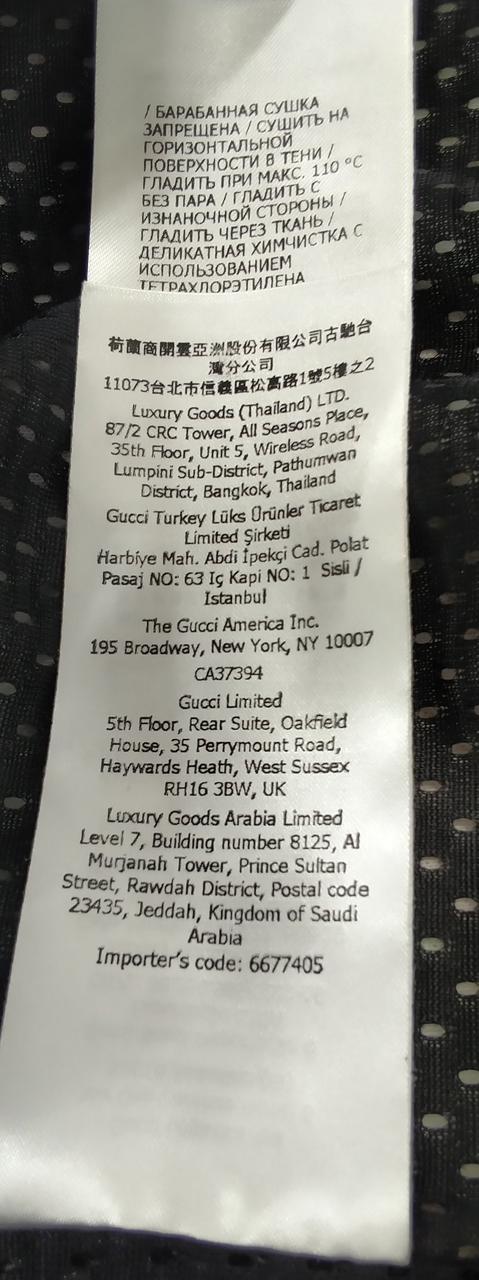 / БАРАБАННАЯ СУШКА
ЗАПРЕЩЕНА / СУШИТЬ НА
ГОРИЗОНТАЛЬНОЙ
ПОВЕРХНОСТИ В ТЕНИ /
ГЛАДИТЬ ПРИ МАКС. 110 °C
БЕЗ ПАРА / ГЛАДИТЬ С
ИЗНАНОЧНОЙ СТОРОНЫ /
ГЛАДИТЬ ЧЕРЕЗ ТКАНЬ /
ДЕЛИКАТНАЯ ХИМЧИСТКА С
ИСПОЛЬЗОВАНИЕМ
ТЕТРАХЛОРЭТИЛЕНА
荷蘭商開雲亞洲股份有限公司古馳台
灣分公司
11073台北市信義區松高路1號5樓之2
Luxury Goods (Thailand) LTD.
87/2 CRC Tower, All Seasons Place,
35th Floor, Unit 5, Wireless Road,
Lumpini Sub-District, Pathumwan
District, Bangkok, Thailand
Gucci Turkey Lüks Ürünler Ticaret
Limited Şirketi
Harbiye Mah. Abdi İpekçi Cad. Polat
Pasaj NO: 63 Iç Kapi NO: 1 Sisli /
Istanbul
The Gucci America Inc.
195 Broadway, New York, NY 10007
CA37394
Gucci Limited
5th Floor, Rear Suite, Oakfield
House, 35 Perrymount Road,
Haywards Heath, West Sussex
RH16 3BW, UK
Luxury Goods Arabia Limited
Level 7, Building number 8125, Al
Murjanah Tower, Prince Sultan
Street, Rawdah District, Postal code
23435, Jeddah, Kingdom of Saudi
Arabia
Importer's code: 6677405